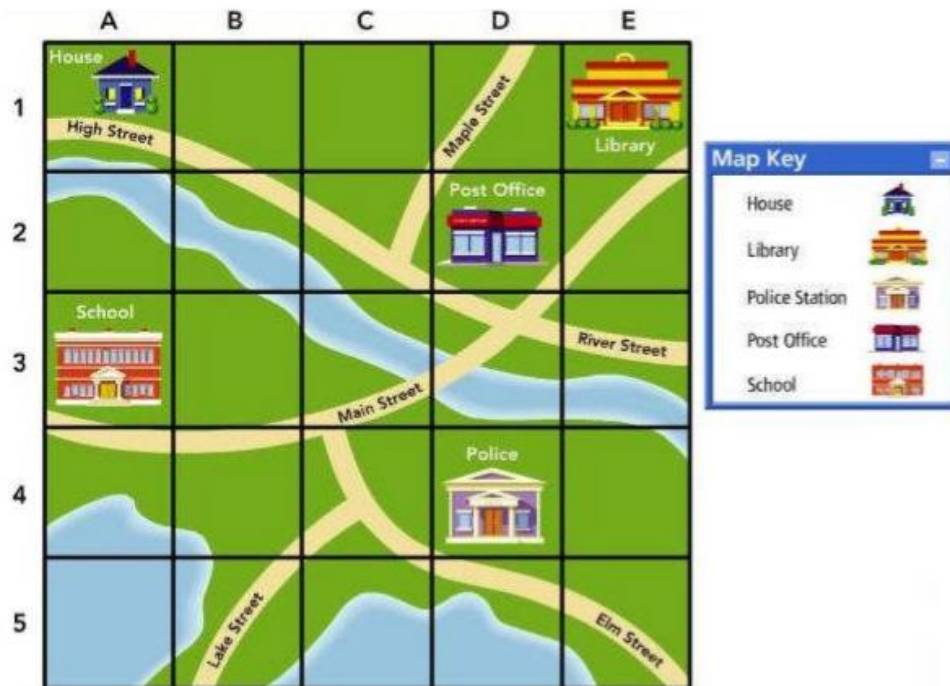 A B C D E
1
2
3
4
5
House
High Street
Maple Street
Library
Post Office
School
River Street
Main Street
Police
Lake Street
Elm Street
Map Key
House
Library
Police Station
Post Office
School